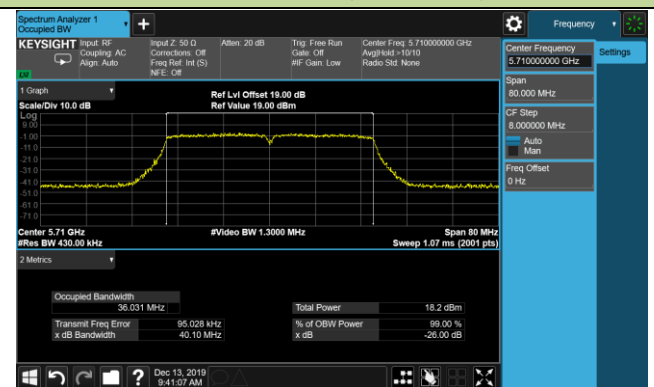 Spectrum Analyzer 1
Occupied BW
Frequency
KEYSIGHT
Input: RF
Coupling: AC
Align: Auto
Input Z: 50 Ω
Corrections: Off
Freq Ref: Int (S)
NFE: Off
Atten: 20 dB
Trig: Free Run
Gate: Off
#IF Gain: Low
Center Freq: 5.710000000 GHz
Avg|Hold:>10/10
Radio Std: None
Center Frequency
5.710000000 GHz
Settings
Span
80.000 MHz
CF Step
8.000000 MHz
Auto
Man
Freq Offset
0 Hz
1 Graph
Scale/Div 10.0 dB
Ref Lvl Offset 19.00 dB
Ref Value 19.00 dBm
Log
9.00
-1.00
-11.0
-21.0
-31.0
-41.0
-51.0
-61.0
-71.0
Center 5.71 GHz
#Res BW 430.00 kHz
#Video BW 1.3000 MHz
Span 80 MHz
Sweep 1.07 ms (2001 pts)
2 Metrics
Occupied Bandwidth
36.031 MHz
Total Power 18.2 dBm
Transmit Freq Error 95.028 kHz
% of OBW Power 99.00 %
x dB Bandwidth 40.10 MHz
x dB -26.00 dB
?
Dec 13, 2019
9:41:07 AM